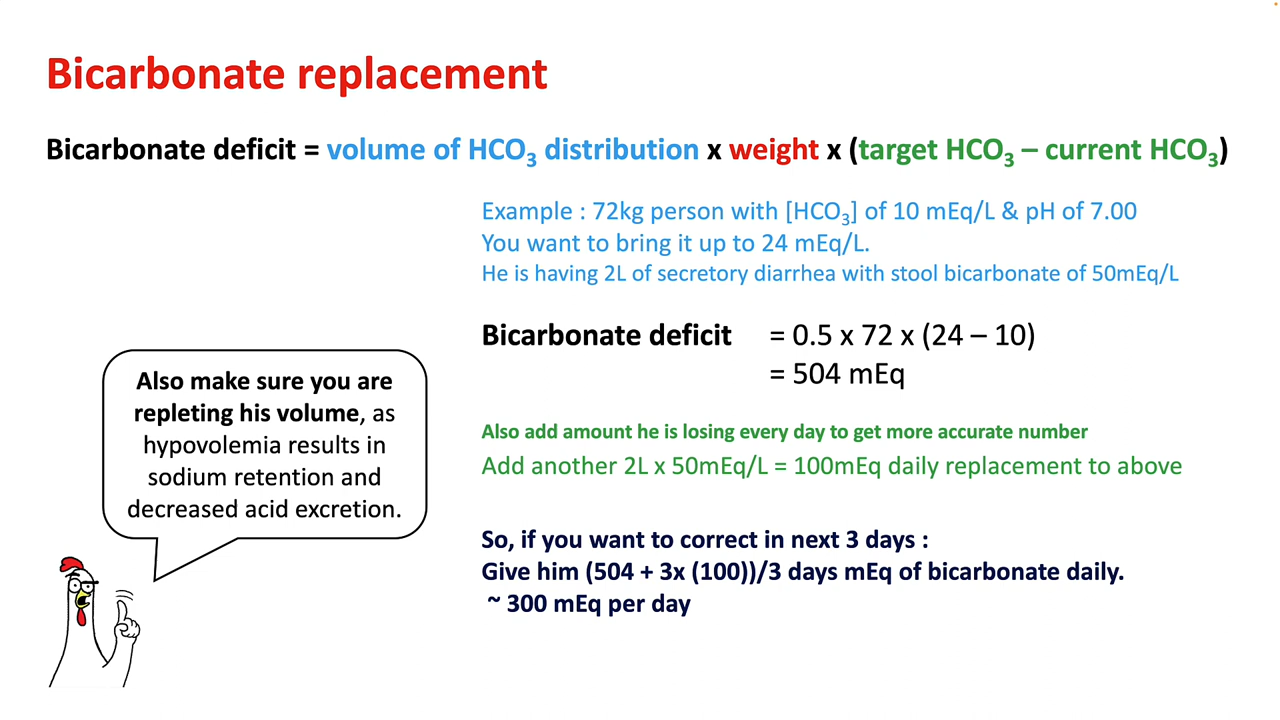 Bicarbonate replacement
Bicarbonate deficit = volume of HCO₃ distribution x weight x (target HCO₃ – current HCO₃)
Example : 72kg person with [HCO₃] of 10 mEq/L & pH of 7.00
You want to bring it up to 24 mEq/L.
He is having 2L of secretory diarrhea with stool bicarbonate of 50mEq/L
Bicarbonate deficit = 0.5 x 72 x (24 – 10)
= 504 mEq
Also add amount he is losing every day to get more accurate number
Add another 2L x 50mEq/L = 100mEq daily replacement to above
So, if you want to correct in next 3 days :
Give him (504 + 3x (100))/3 days mEq of bicarbonate daily.
~ 300 mEq per day
Also make sure you are
repleting his volume, as
hypovolemia results in
sodium retention and
decreased acid excretion.